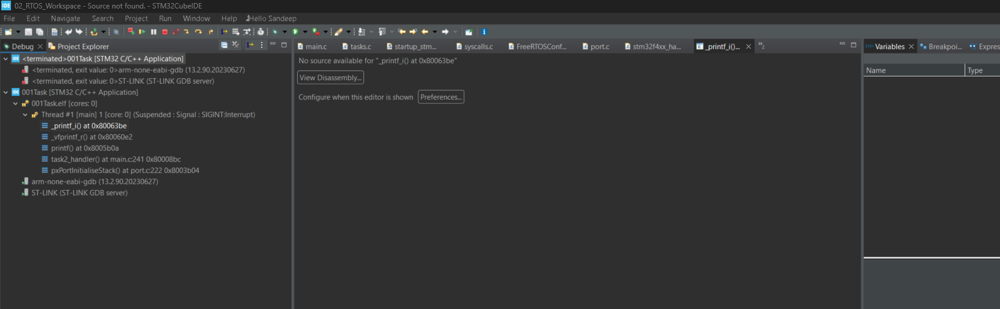 IDE 02_RTOS_Workspace - Source not found. - STM32CubeIDE
File Edit Navigate Search Project Run Window Help Hello Sandeep
Debug Project Explorer
main.c tasks.c startup_stm... syscalls.c FreeRTOSConf... port.c stm32f4xx_ha... _printf_i()... »2
Variables Breakpoi... Expres
<terminated>001Task [STM32 C/C++ Application]
<terminated, exit value: 0>arm-none-eabi-gdb (13.2.90.20230627)
<terminated, exit value: 0>ST-LINK (ST-LINK GDB server)
001Task [STM32 C/C++ Application]
001Task.elf [cores: 0]
Thread #1 [main] 1 [core: 0] (Suspended : Signal : SIGINT:Interrupt)
_printf_i() at 0x80063be
_vfprintf_r() at 0x80060e2
printf() at 0x8005b0a
task2_handler() at main.c:241 0x80008bc
pxPortInitialiseStack() at port.c:222 0x8003b04
arm-none-eabi-gdb (13.2.90.20230627)
ST-LINK (ST-LINK GDB server)
No source available for "_printf_i() at 0x80063be"
View Disassembly...
Configure when this editor is shown Preferences...
Name Type